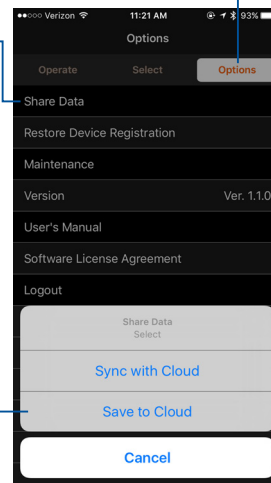 Verizon 11:21 AM 93%
Options
Operate Select Options
Share Data
Restore Device Registration
Maintenance
Version Ver. 1.1.0
User's Manual
Software License Agreement
Logout
Share Data
Select
Sync with Cloud
Save to Cloud
Cancel